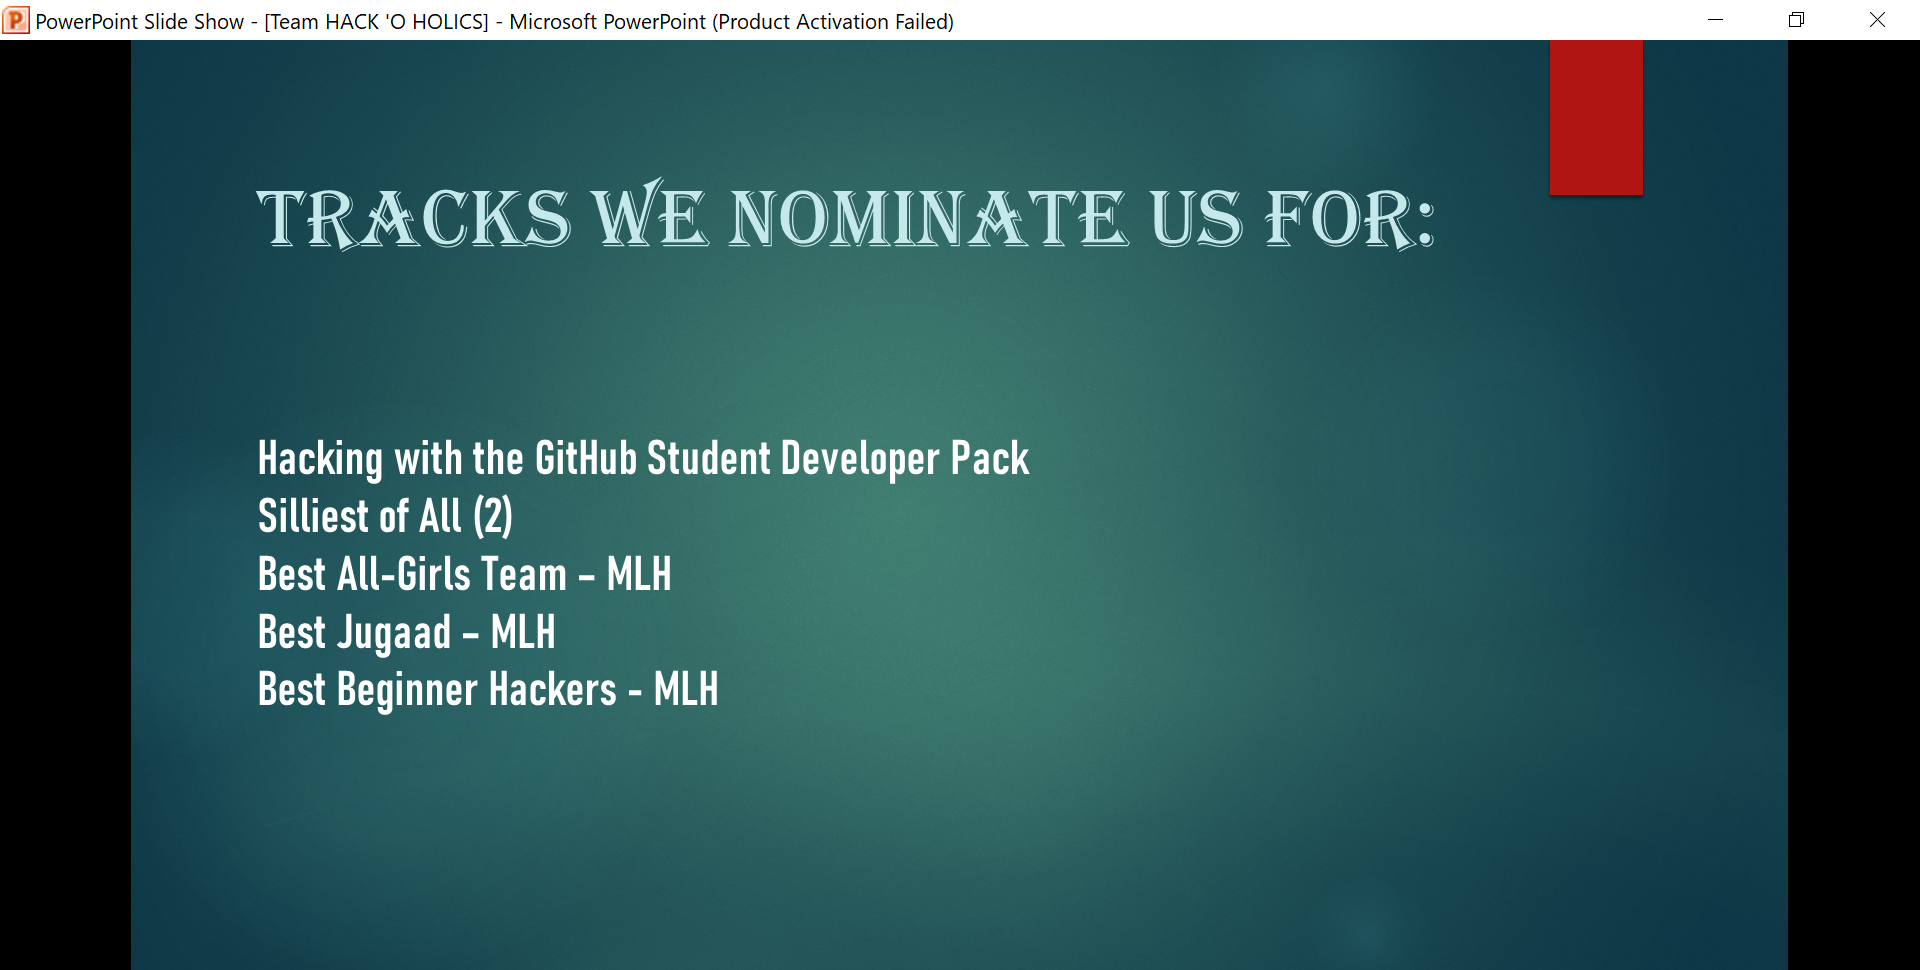 PowerPoint Slide Show - [Team HACK 'O HOLICS] - Microsoft PowerPoint (Product Activation Failed)
TRACKS WE NOMINATE US FOR:
Hacking with the GitHub Student Developer Pack
Silliest of All (2)
Best All-Girls Team – MLH
Best Jugaad – MLH
Best Beginner Hackers - MLH